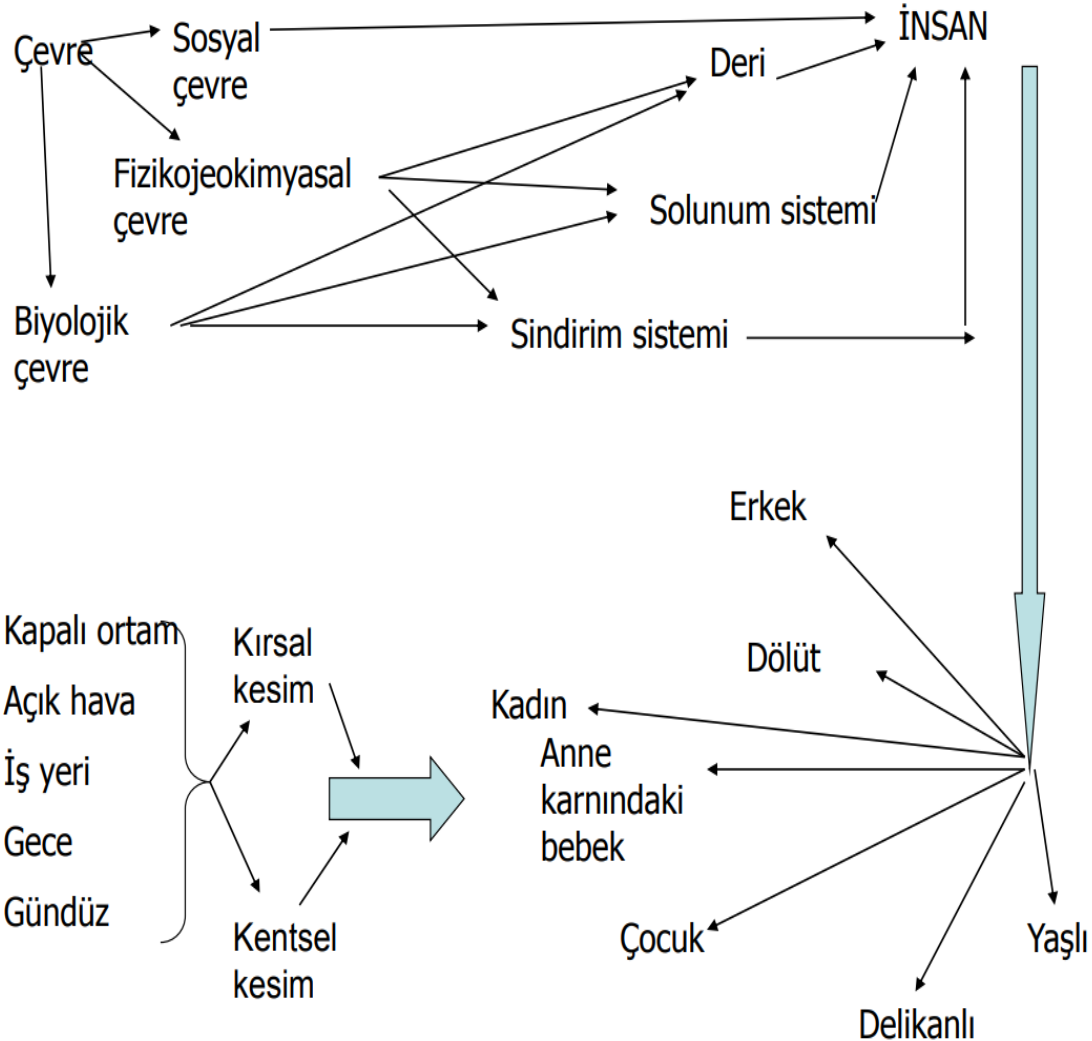 Çevre
Sosyal
çevre
İNSAN
Deri
Fizikojeokimyasal
çevre
Solunum sistemi
Biyolojik
çevre
Sindirim sistemi
Erkek
Kapalı ortam
Açık hava
İş yeri
Gece
Gündüz
Kırsal
kesim
Kentsel
kesim
Dölüt
Kadın
Anne
karnındaki
bebek
Çocuk
Yaşlı
Delikanlı